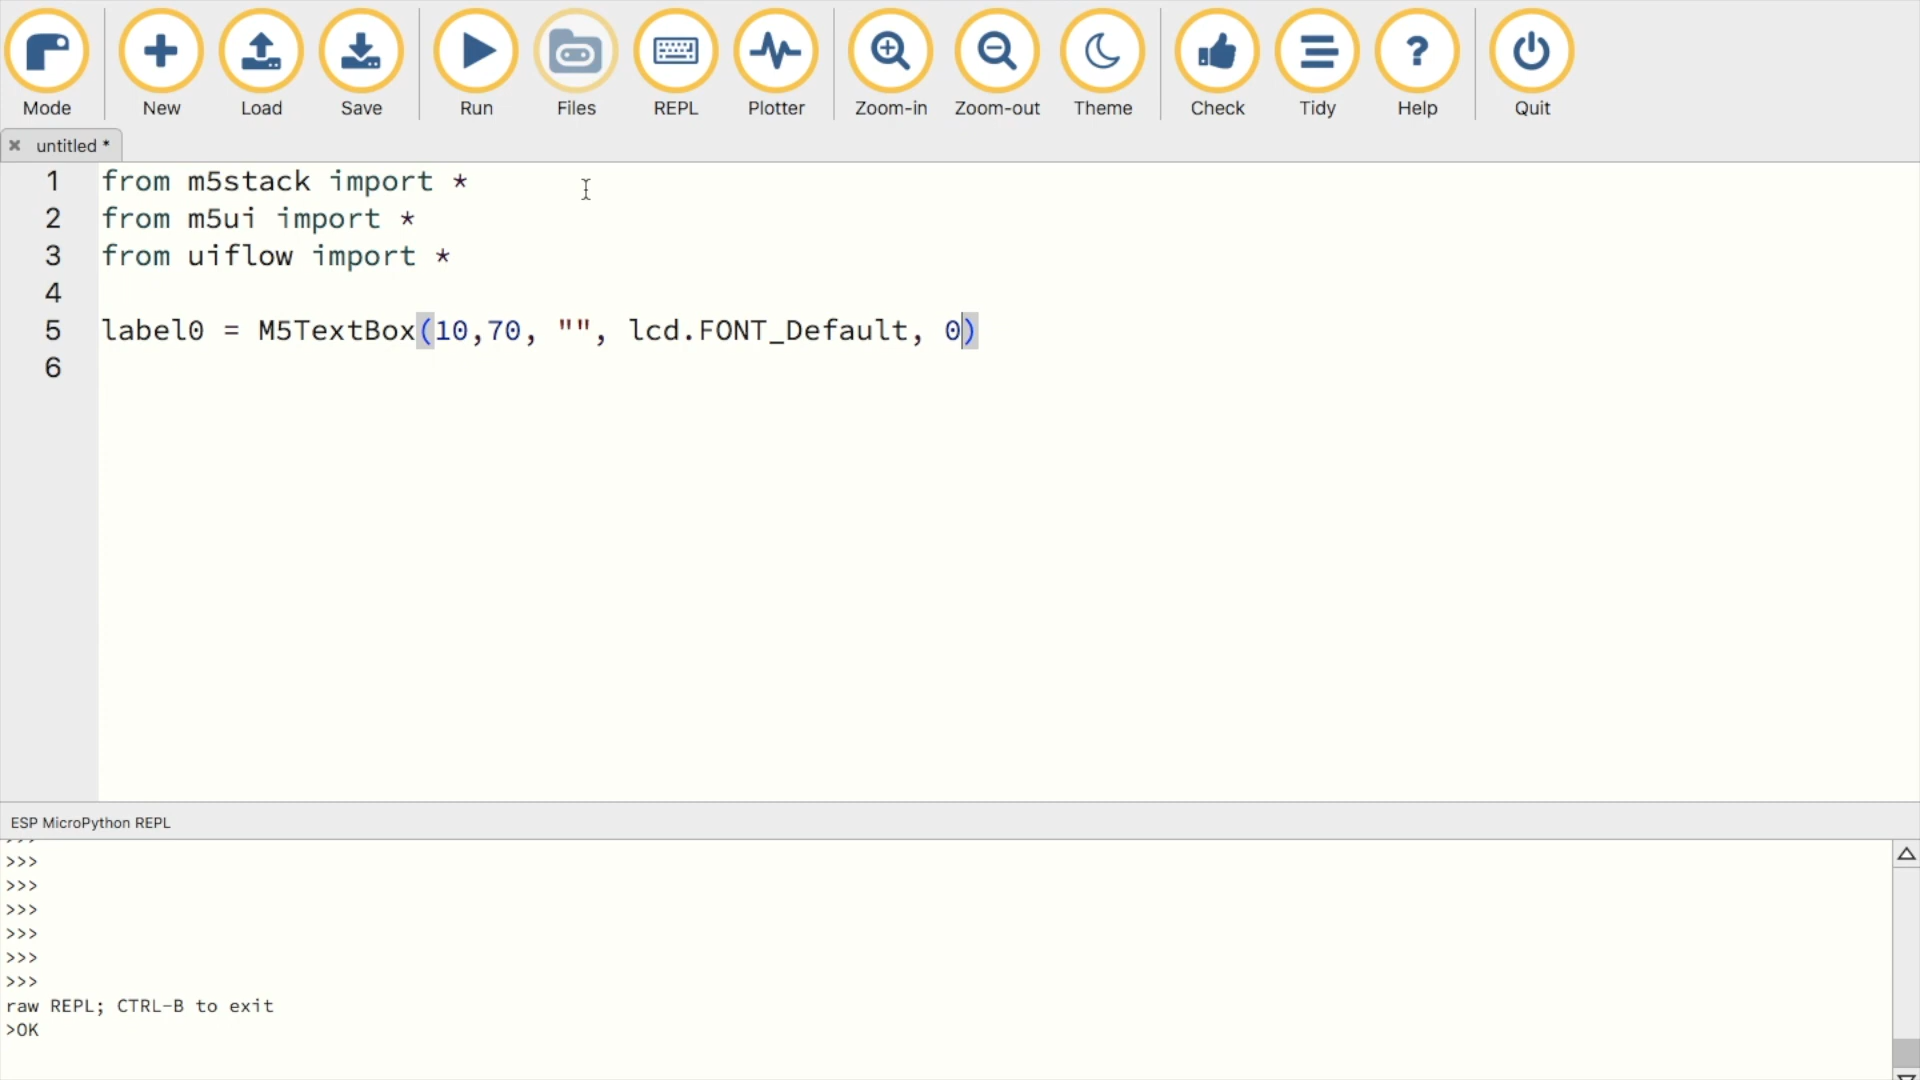 Mode New Load Save Run Files REPL Plotter Zoom-in Zoom-out Theme Check Tidy Help Quit
untitled *
1 from m5stack import *
2 from m5ui import *
3 from uiflow import *
4
5 label0 = M5TextBox(10,70, "", lcd.FONT_Default, 0)
6
ESP MicroPython REPL
>>>
>>>
>>>
>>>
>>>
>>>
>>>
raw REPL; CTRL-B to exit
>OK